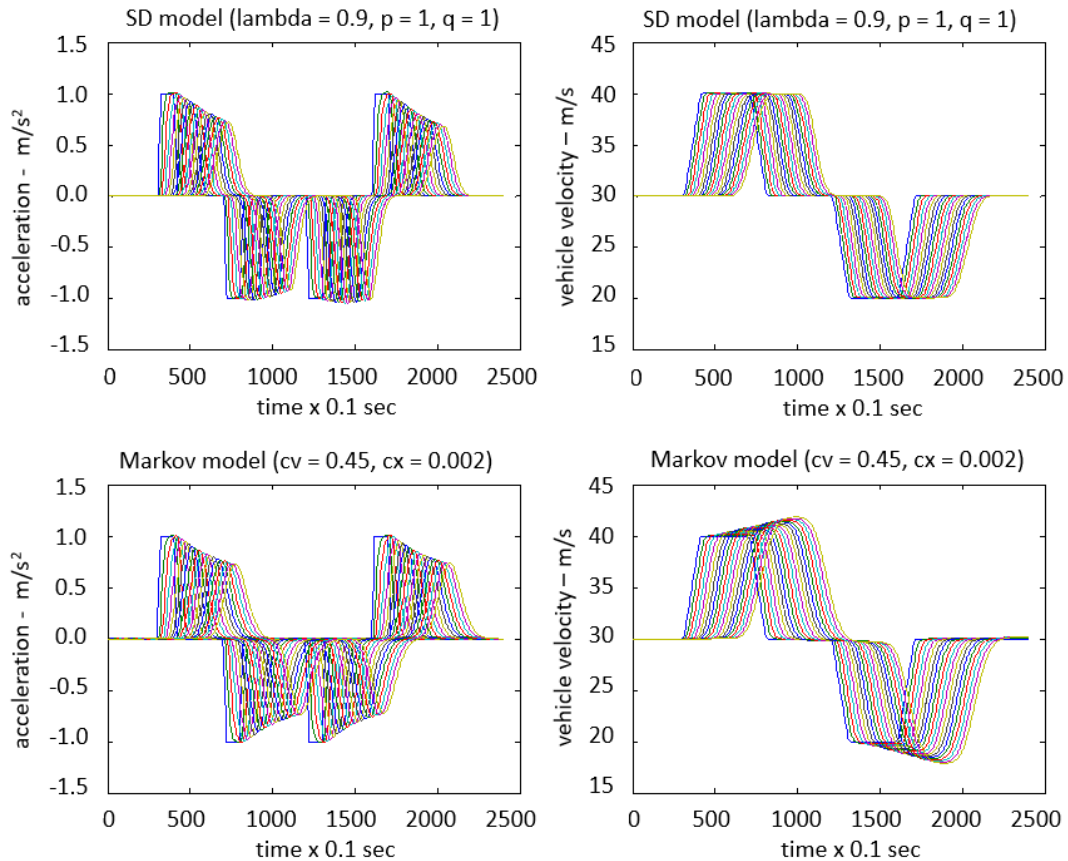 SD model (lambda = 0.9, p = 1, q = 1)
1.5
1.0
0.5
0.0
-0.5
-1.0
-1.5
acceleration - m/s²
0 500 1000 1500 2000 2500
time x 0.1 sec
SD model (lambda = 0.9, p = 1, q = 1)
45
40
35
30
25
20
15
vehicle velocity – m/s
0 500 1000 1500 2000 2500
time x 0.1 sec
Markov model (cv = 0.45, cx = 0.002)
1.5
1.0
0.5
0.0
-0.5
-1.0
-1.5
acceleration - m/s²
0 500 1000 1500 2000 2500
time x 0.1 sec
Markov model (cv = 0.45, cx = 0.002)
45
40
35
30
25
20
15
vehicle velocity – m/s
0 500 1000 1500 2000 2500
time x 0.1 sec